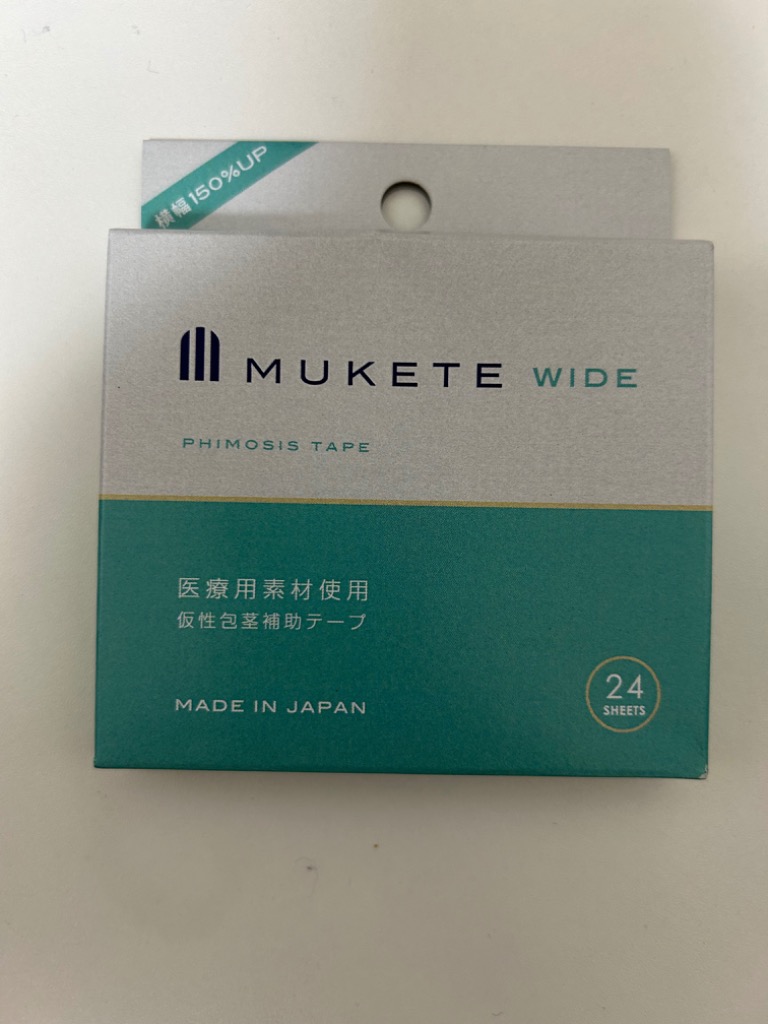 横幅150%UP
MUKETE WIDE
PHIMOSIS TAPE
医療用素材使用
仮性包茎補助テープ
MADE IN JAPAN
24
SHEETS